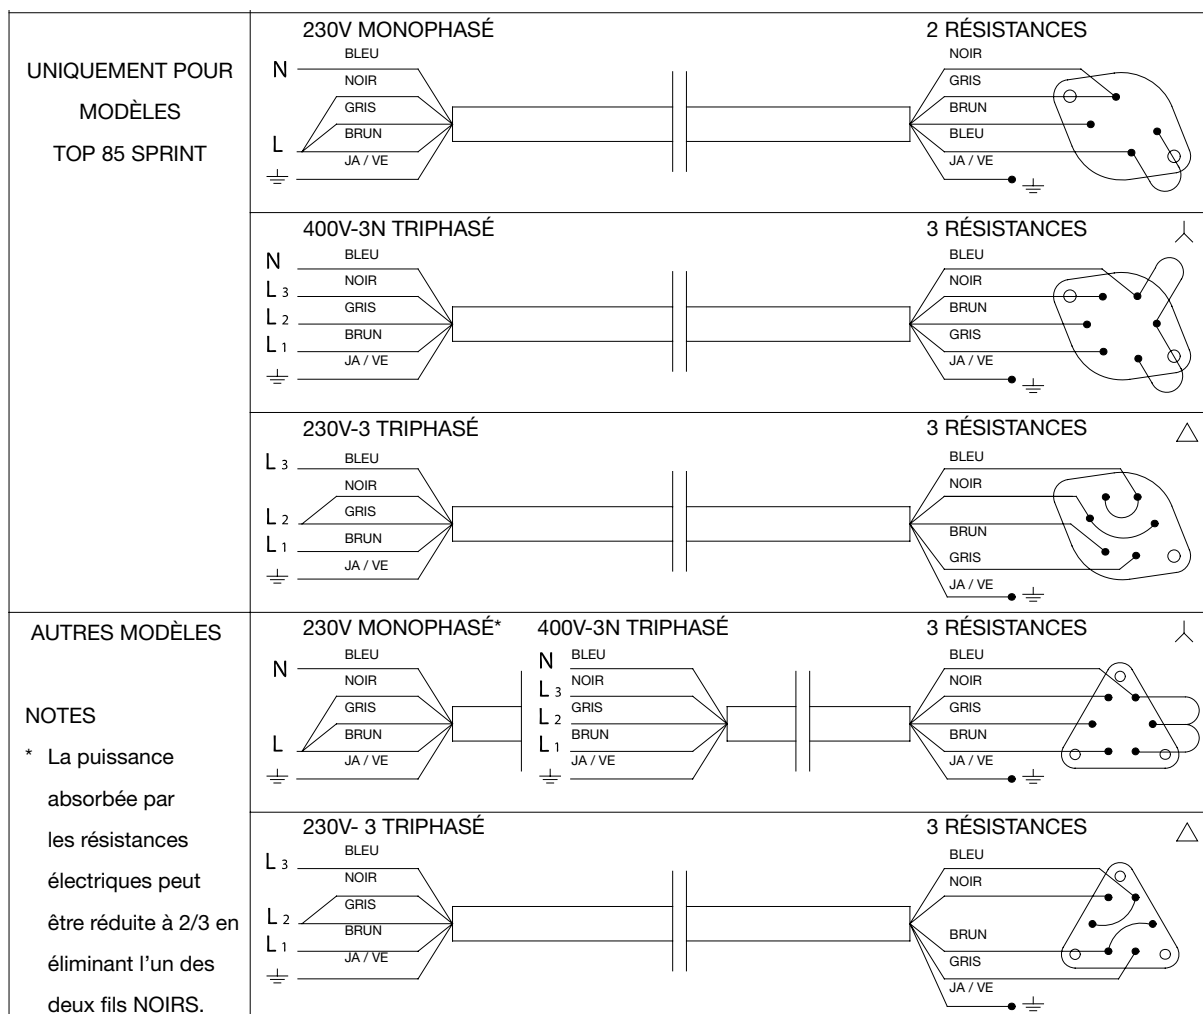 UNIQUEMENT POUR
MODÈLES
TOP 85 SPRINT
230V MONOPHASÉ
2 RÉSISTANCES
N
L
BLEU
NOIR
GRIS
BRUN
JA / VE
NOIR
GRIS
BRUN
BLEU
JA / VE
400V-3N TRIPHASÉ
3 RÉSISTANCES
N
L 3
L 2
L 1
BLEU
NOIR
GRIS
BRUN
JA / VE
BLEU
NOIR
BRUN
GRIS
JA / VE
230V-3 TRIPHASÉ
3 RÉSISTANCES
L 3
L 2
L 1
BLEU
NOIR
GRIS
BRUN
JA / VE
BLEU
NOIR
BRUN
GRIS
JA / VE
AUTRES MODÈLES
NOTES
* La puissance
absorbée par
les résistances
électriques peut
être réduite à 2/3 en
éliminant l'un des
deux fils NOIRS.
230V MONOPHASÉ*
400V-3N TRIPHASÉ
3 RÉSISTANCES
N
L
BLEU
NOIR
GRIS
BRUN
JA / VE
N
L 3
L 2
L 1
BLEU
NOIR
GRIS
BRUN
JA / VE
BLEU
NOIR
GRIS
BRUN
JA / VE
230V- 3 TRIPHASÉ
3 RÉSISTANCES
L 3
L 2
L 1
BLEU
NOIR
GRIS
BRUN
JA / VE
BLEU
NOIR
BRUN
GRIS
JA / VE